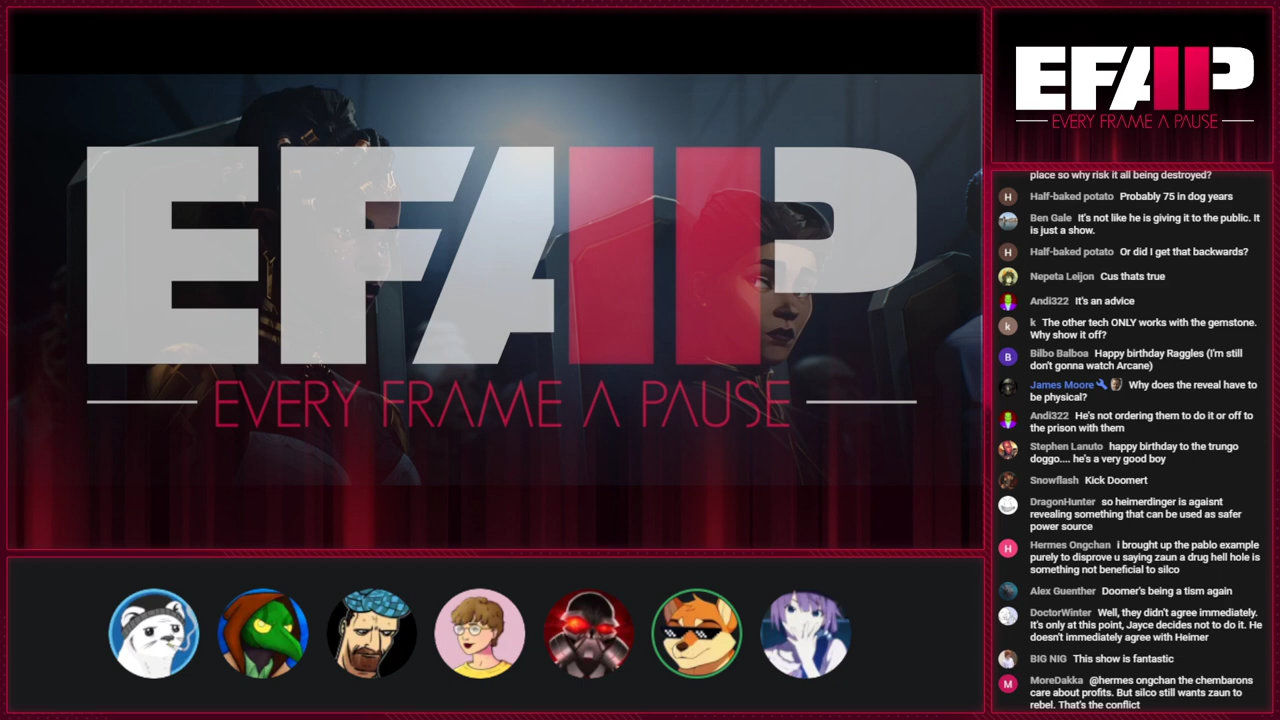 EFAP
EVERY FRAME A PAUSE
EFAP
EVERY FRAME A PAUSE
place so why risk it all being destroyed?
H
Half-baked potato Probably 75 in dog years
Ben Gale It's not like he is giving it to the public. It
is just a show.
H
Half-baked potato Or did I get that backwards?
Nepeta Leijon Cus thats true
Andi322 It's an advice
k
k The other tech ONLY works with the gemstone.
Why show it off?
B
Bilbo Balboa Happy birthday Raggles (I'm still
don't gonna watch Arcane)
James Moore Why does the reveal have to
be physical?
Andi322 He's not ordering them to do it or off to
the prison with them
Stephen Lanuto happy birthday to the trungo
doggo.... he's a very good boy
Snowflash Kick Doomert
DragonHunter so heimerdinger is agaisnt
revealing something that can be used as safer
power source
H
Hermes Ongchan i brought up the pablo example
purely to disprove u saying zaun a drug hell hole is
something not beneficial to silco
Alex Guenther Doomer's being a tism again
DoctorWinter Well, they didn't agree immediately.
It's only at this point, Jayce decides not to do it. He
doesn't immediately agree with Heimer
BIG NIG This show is fantastic
M
MoreDakka @hermes ongchan the chembarons
care about profits. But silco still wants zaun to
rebel. That's the conflict